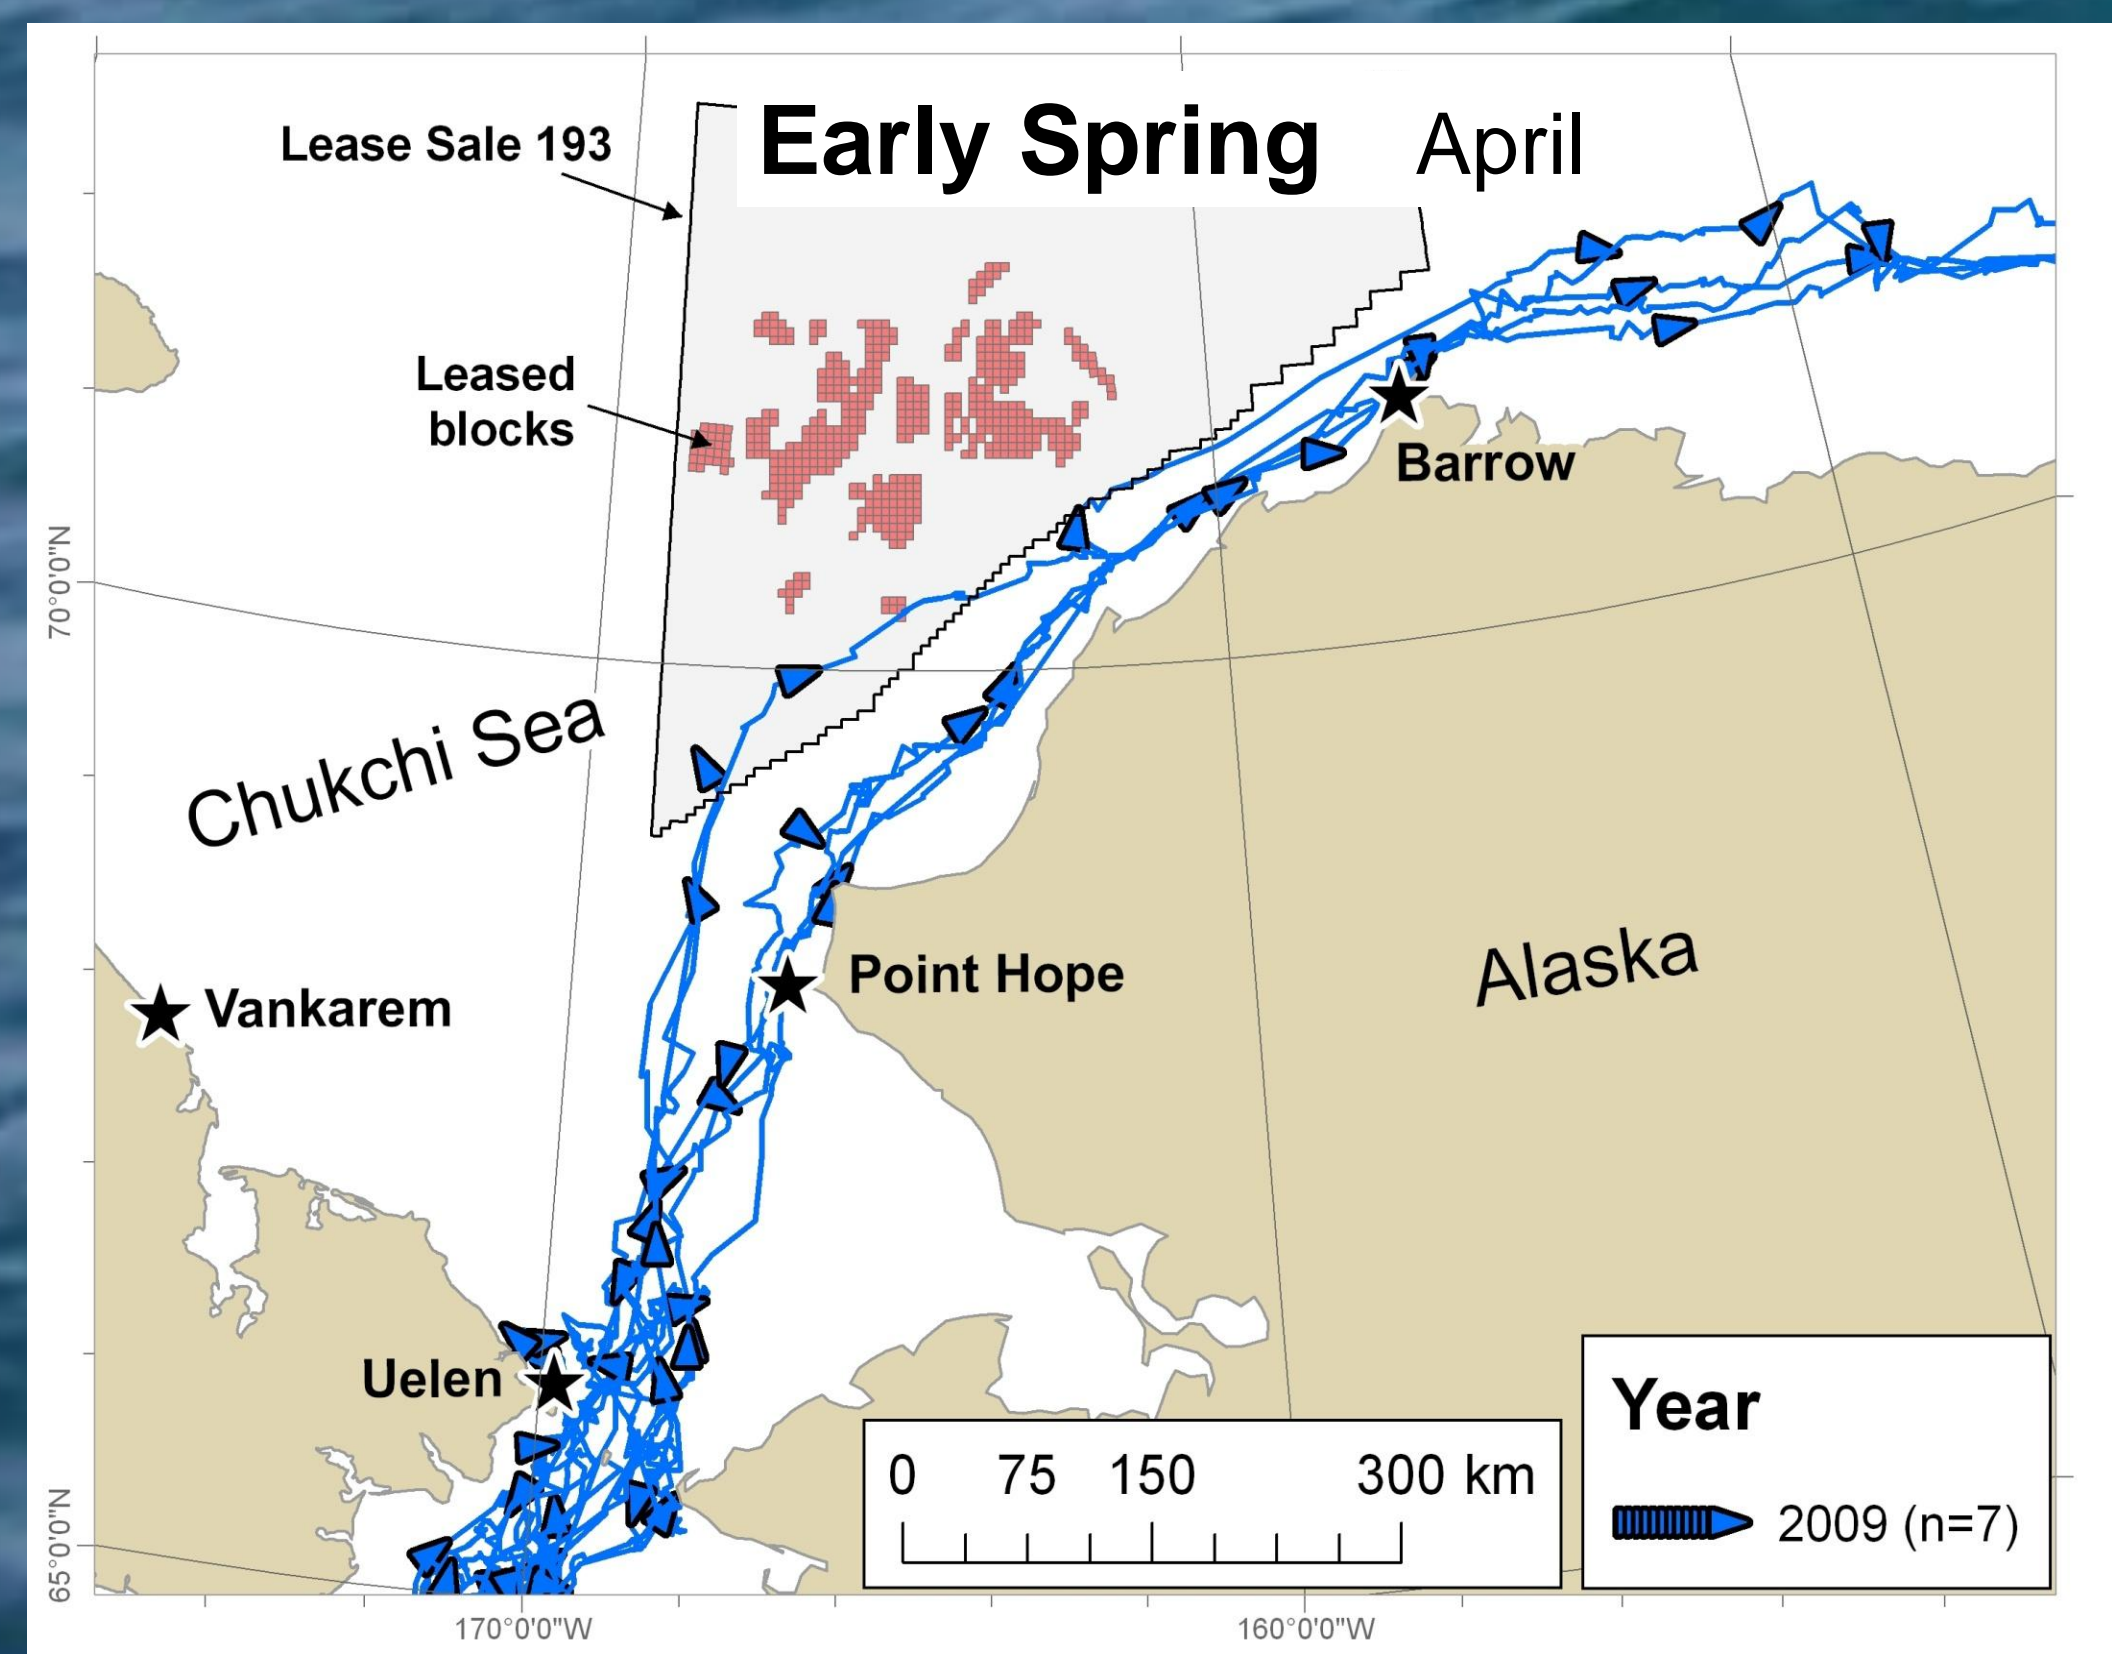 Early Spring April
Lease Sale 193
Leased
blocks
Barrow
70°0'0"N
Chukchi Sea
Alaska
Point Hope
Vankarem
Uelen
65°0'0"N
0 75 150 300 km
Year
2009 (n=7)
170°0'0"W 160°0'0"W